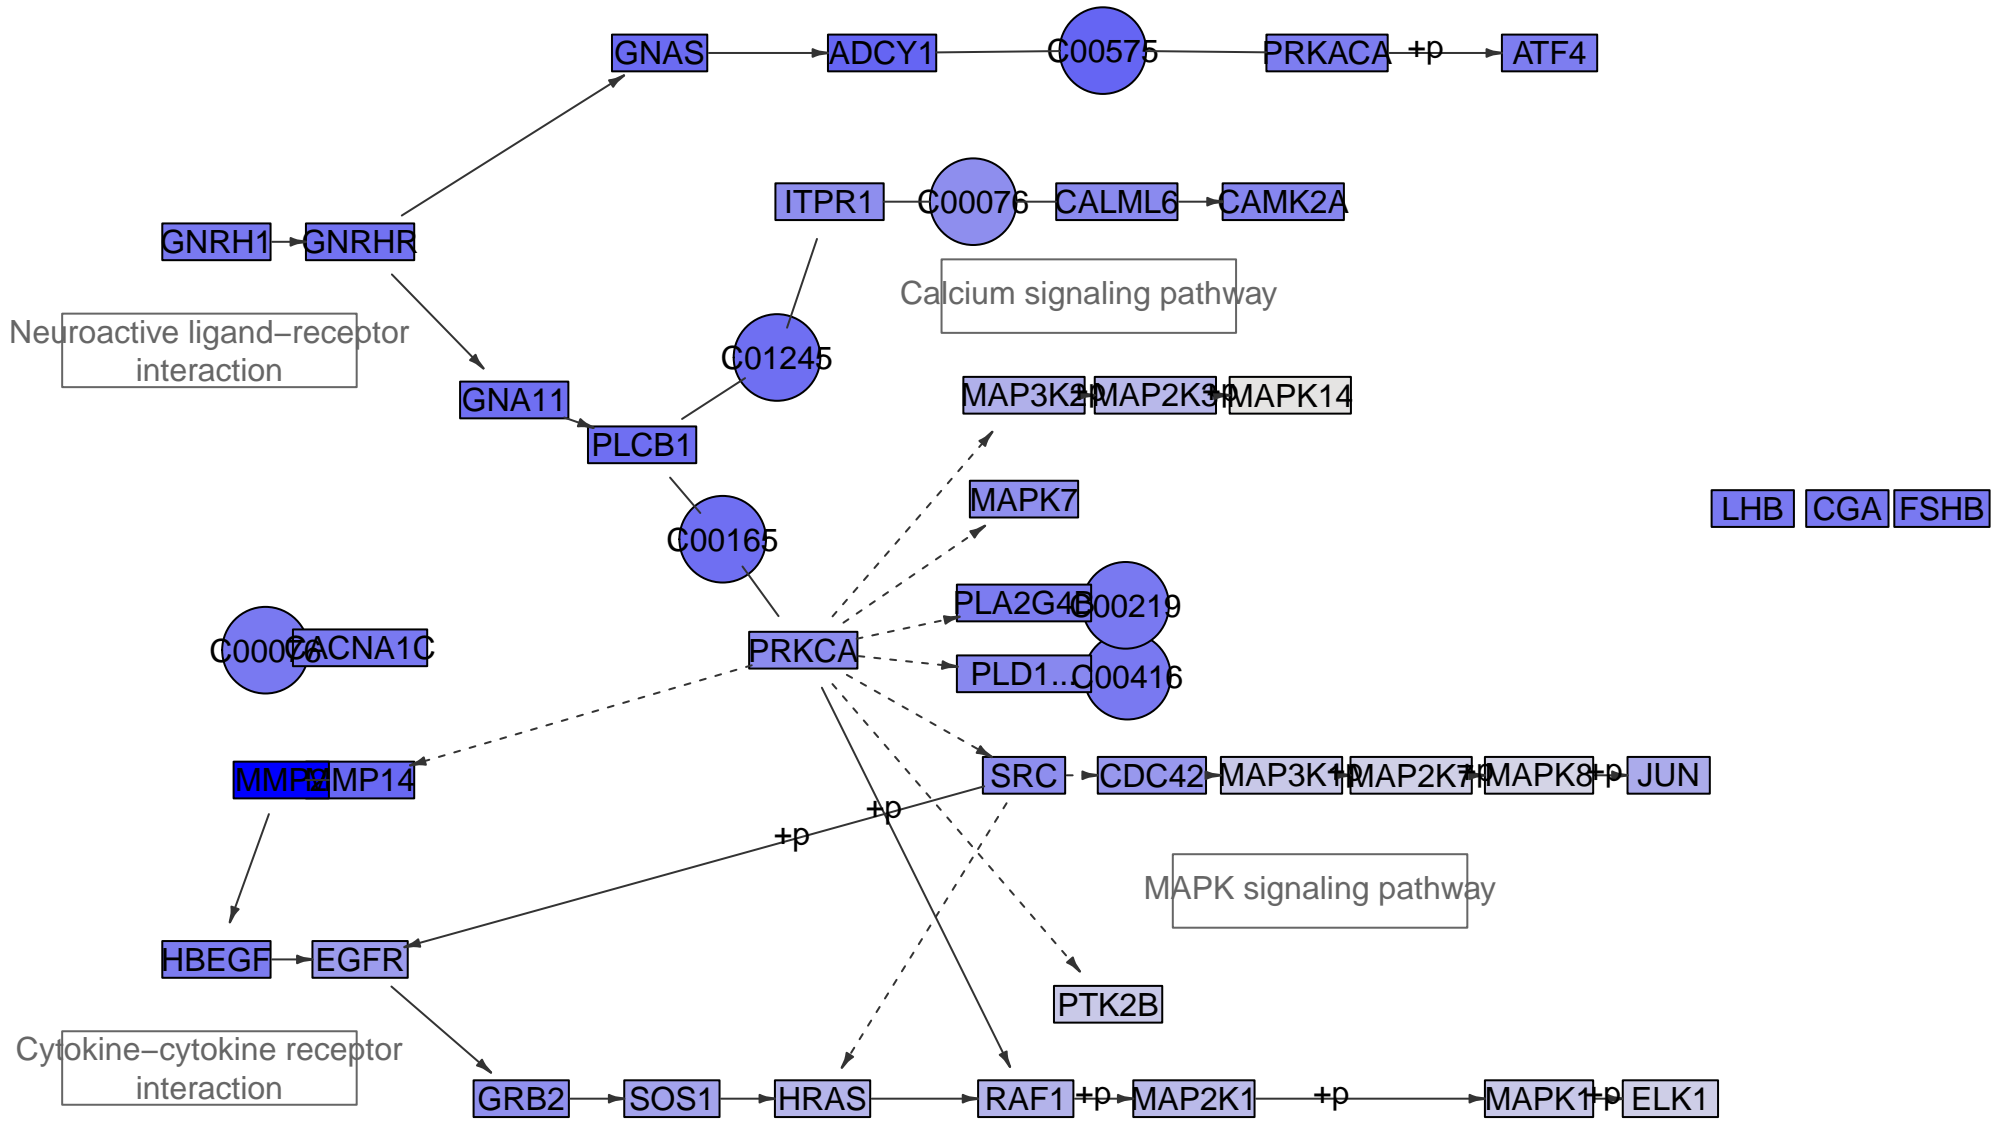 GNAS ADCY1 C00575 PRKACA +p ATF4
ITPR1 C00076 CALML6 CAMK2A
GNRH1 GNRHR
Calcium signaling pathway
Neuroactive ligand–receptor
interaction
C01245
GNA11 MAP3K2 +p MAP2K3 +p MAPK14
PLCB1
MAPK7
LHB CGA FSHB
C00165
PLA2G4B C00219
C00076 CACNA1C PRKCA
PLD1... C00416
MMP2 MMP14 SRC CDC42 MAP3K1 +p MAP2K7 +p MAPK8 +p JUN
+p
+p
MAPK signaling pathway
HBEGF EGFR
PTK2B
Cytokine–cytokine receptor
interaction
GRB2 SOS1 HRAS RAF1 +p MAP2K1 +p MAPK1 +p ELK1